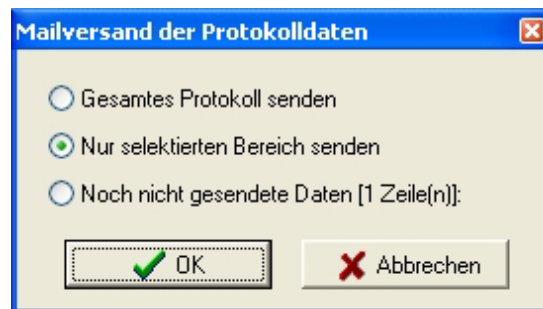 Mailversand der Protokolldaten
Gesamtes Protokoll senden
Nur selektierten Bereich senden
Noch nicht gesendete Daten [1 Zeile(n)]:
OK
Abbrechen